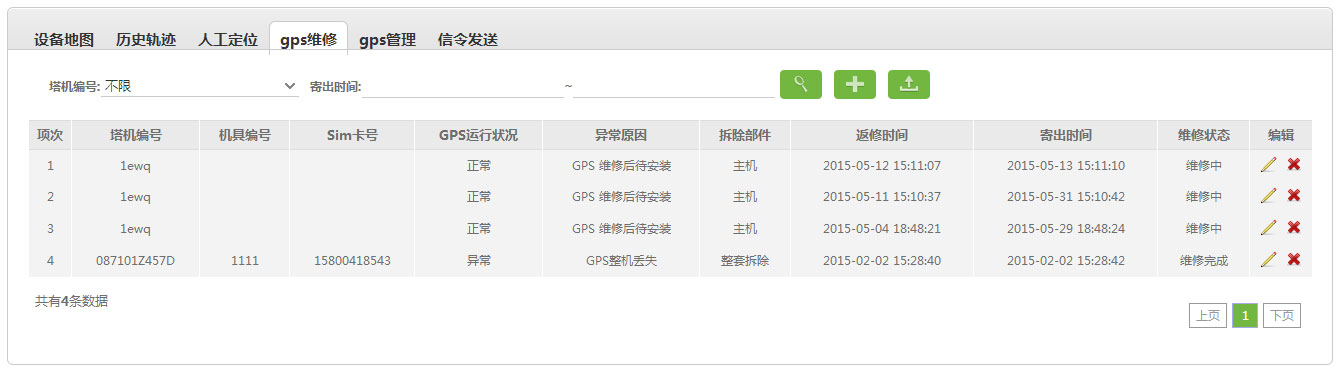 设备地图 历史轨迹 人工定位 gps维修 gps管理 信令发送
塔机编号: 不限 寄出时间: ~
项次 塔机编号 机具编号 Sim卡号 GPS运行状况 异常原因 拆除部件 返修时间 寄出时间 维修状态 编辑
1 1ewq 正常 GPS 维修后待安装 主机 2015-05-12 15:11:07 2015-05-13 15:11:10 维修中
2 1ewq 正常 GPS 维修后待安装 主机 2015-05-11 15:10:37 2015-05-31 15:10:42 维修中
3 1ewq 正常 GPS 维修后待安装 主机 2015-05-04 18:48:21 2015-05-29 18:48:24 维修中
4 087101Z457D 1111 15800418543 异常 GPS整机丢失 整套拆除 2015-02-02 15:28:40 2015-02-02 15:28:42 维修完成
共有4条数据
上页 1 下页